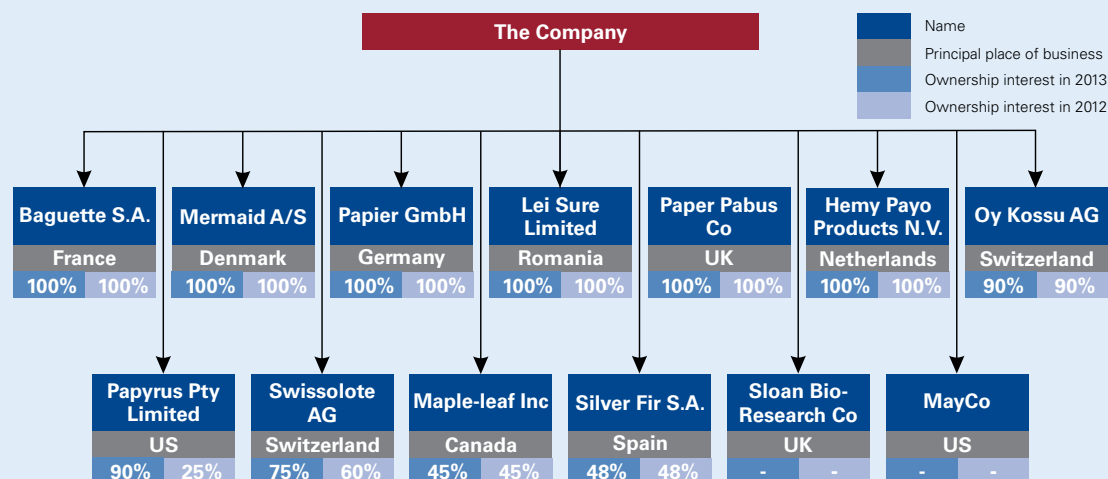 The Company
Name
Principal place of business
Ownership interest in 2013
Ownership interest in 2012
Baguette S.A.
France
100% 100%
Mermaid A/S
Denmark
100% 100%
Papier GmbH
Germany
100% 100%
Lei Sure
Limited
Romania
100% 100%
Paper Pabus
Co
UK
100% 100%
Hemy Payo
Products N.V.
Netherlands
100% 100%
Oy Kossu AG
Switzerland
90% 90%
Papyrus Pty
Limited
US
90% 25%
Swissolote
AG
Switzerland
75% 60%
Maple-leaf Inc
Canada
45% 45%
Silver Fir S.A.
Spain
48% 48%
Sloan Bio-
Research Co
UK
- -
MayCo
US
- -